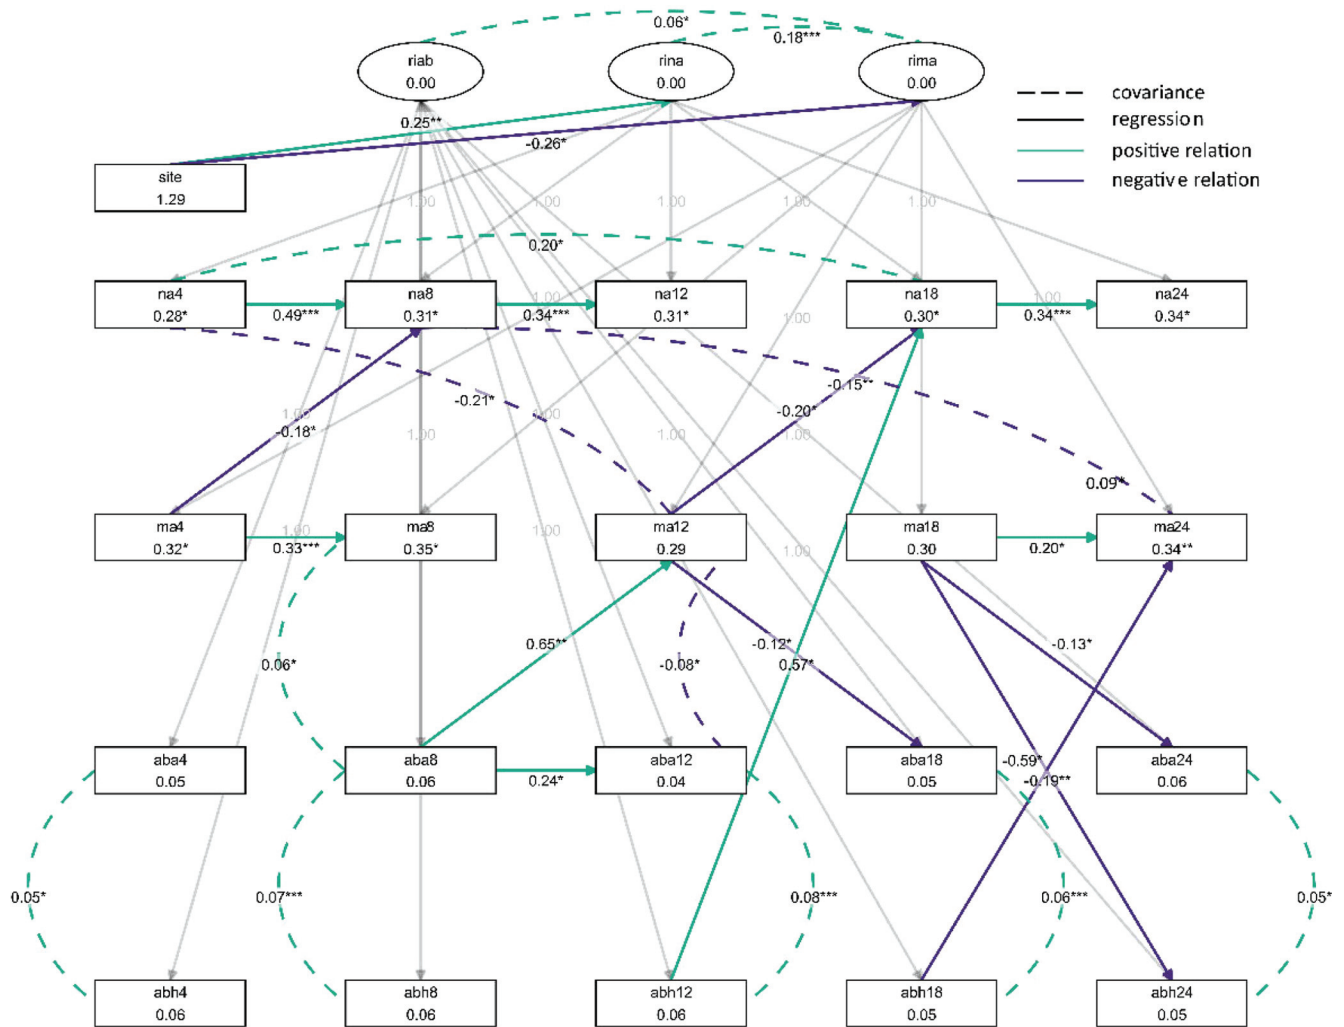 0.06*
0.18***
riab
0.00
rina
0.00
rima
0.00
covariance
regression
positive relation
negative relation
0.25**
-0.26*
site
1.29
1.00
1.00
1.00
1.00
1.00
0.20*
na4
0.28*
0.49***
na8
0.31*
0.34***
1.00
na12
0.31*
1.00
na18
0.30*
0.34***
1.00
na24
0.34*
-0.21*
-0.15**
-0.20*
1.00
-0.18*
1.00
1.00
1.00
1.00
0.09*
ma4
0.32*
1.00
0.33***
ma8
0.35*
1.00
ma12
0.29
1.00
ma18
0.30
0.20*
ma24
0.34**
0.06*
0.65**
-0.08*
-0.12*
0.57*
-0.13*
aba4
0.05
aba8
0.06
0.24*
aba12
0.04
aba18
0.05
-0.59*
-0.19**
aba24
0.06
0.05*
0.07***
0.08***
0.06***
0.05*
abh4
0.06
abh8
0.06
abh12
0.06
abh18
0.05
abh24
0.05